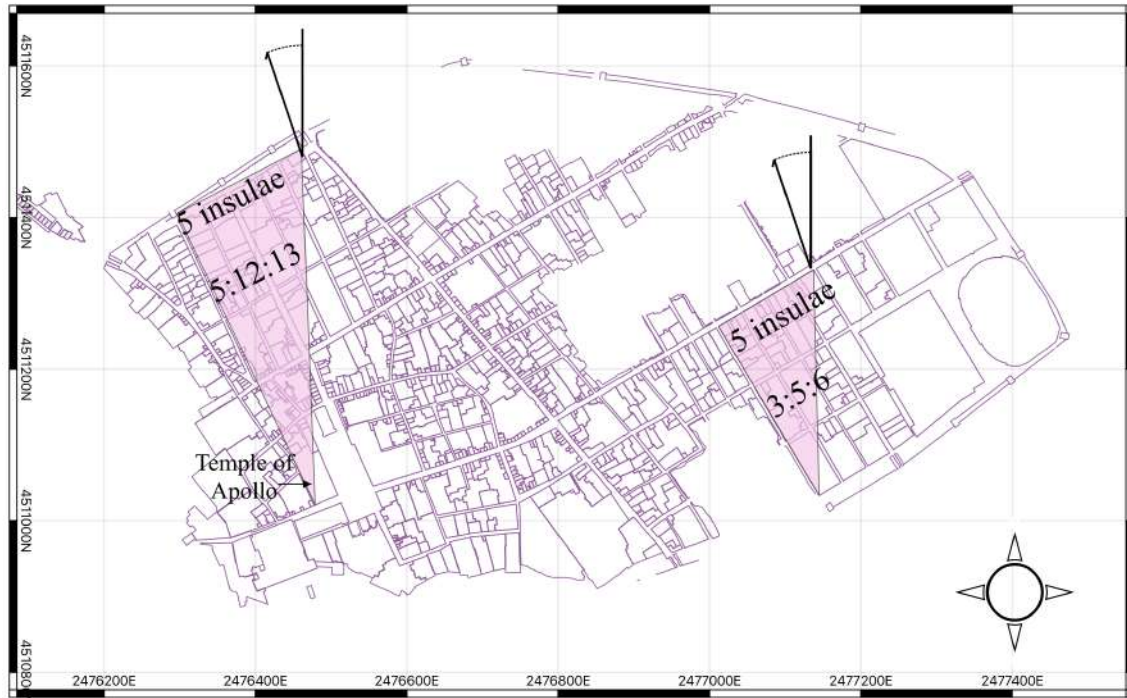 4511600N
4511400N
4511200N
4511000N
4510800
5 insulae
5:12:13
5 insulae
3:5:6
Temple of
Apollo
2476200E
2476400E
2476600E
2476800E
2477000E
2477200E
2477400E